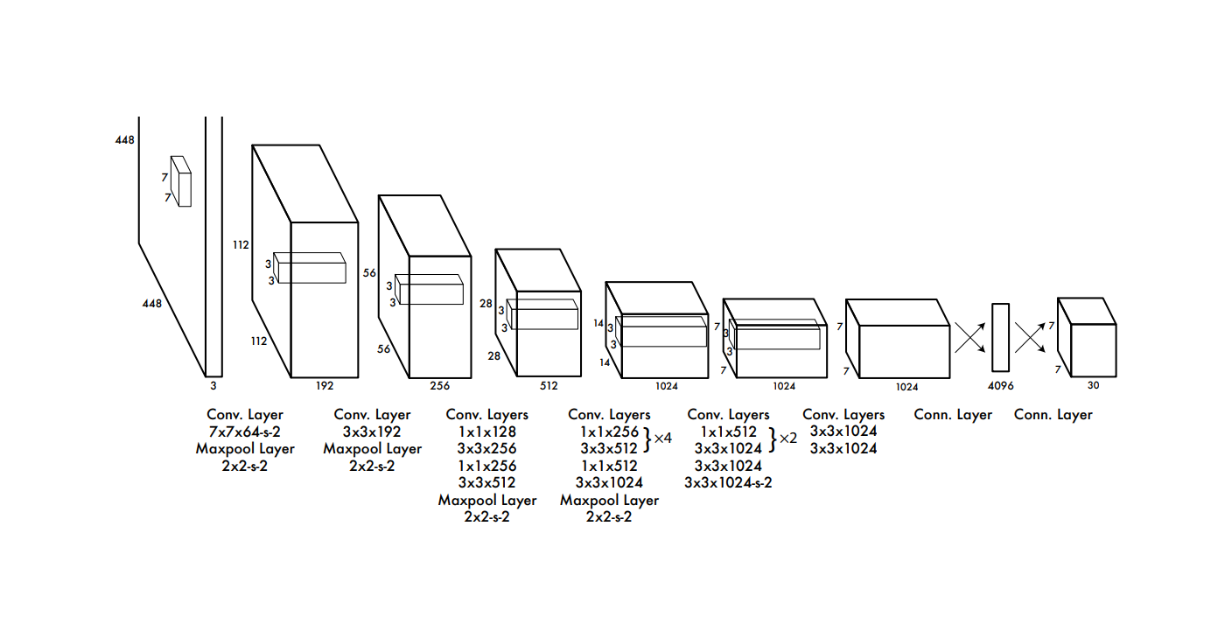 448
7
7
448
3
112
3
3
112
192
56
3
3
56
256
28
3
3
28
512
14
3
3
14
1024
7
3
3
7
1024
7
7
1024
4096
7
7
30
Conv. Layer
7x7x64-s-2
Maxpool Layer
2x2-s-2
Conv. Layer
3x3x192
Maxpool Layer
2x2-s-2
Conv. Layers
1x1x128
3x3x256
1x1x256
3x3x512
Maxpool Layer
2x2-s-2
Conv. Layers
1x1x256
3x3x512
}×4
1x1x512
3x3x1024
Maxpool Layer
2x2-s-2
Conv. Layers
1x1x512
3x3x1024
}×2
3x3x1024
3x3x1024-s-2
Conv. Layers
3x3x1024
3x3x1024
Conn. Layer
Conn. Layer